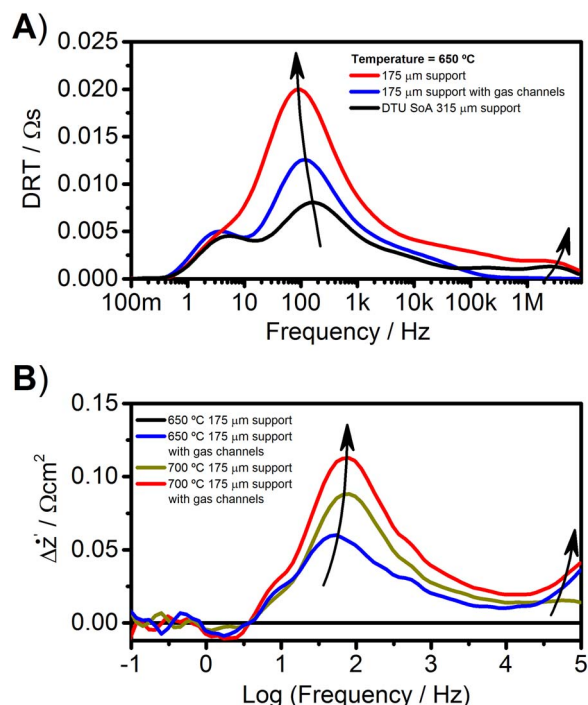 A)
Temperature = 650 ºC
175 µm support
175 µm support with gas channels
DTU SoA 315 µm support
DRT / Ωs
0.020
0.015
0.010
0.005
0.000
100m 1 10 100 1k 10k 100k 1M
Frequency / Hz
B)
0.15
650 ºC 175 µm support
650 ºC 175 µm support
with gas channels
700 ºC 175 µm support
700 ºC 175 µm support
with gas channels
Δż' / Ωcm²
0.10
0.05
0.00
-1 0 1 2 3 4 5
Log (Frequency / Hz)